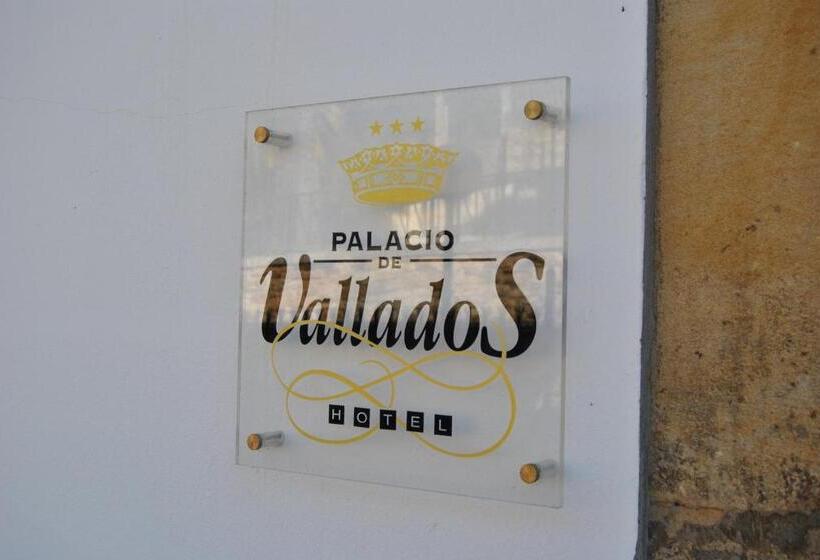 PALACIO
DE
ValladoS
HOTEL